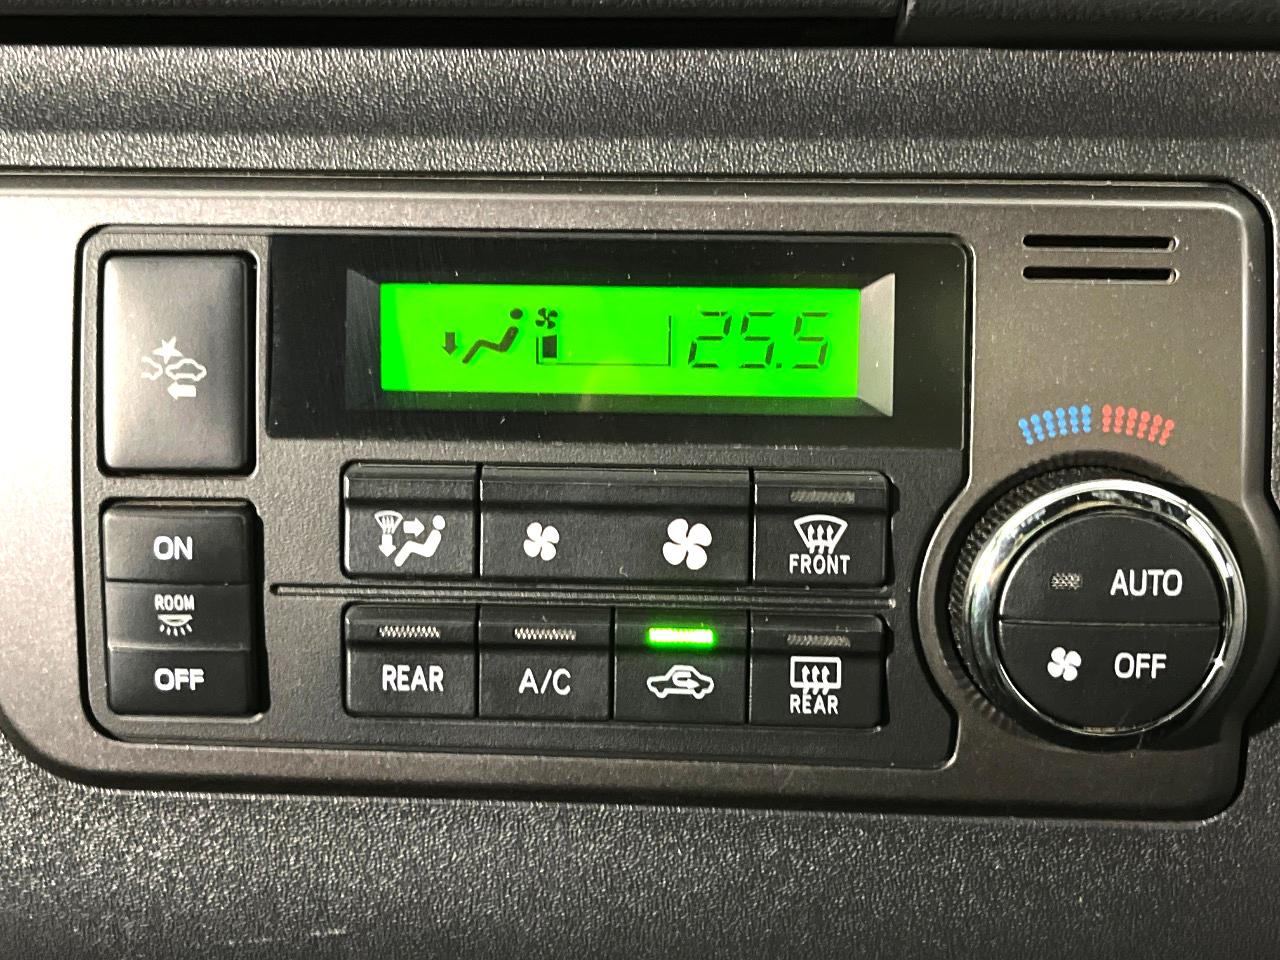 25.5
FRONT
ON
ROOM
OFF
REAR
A/C
REAR
AUTO
OFF